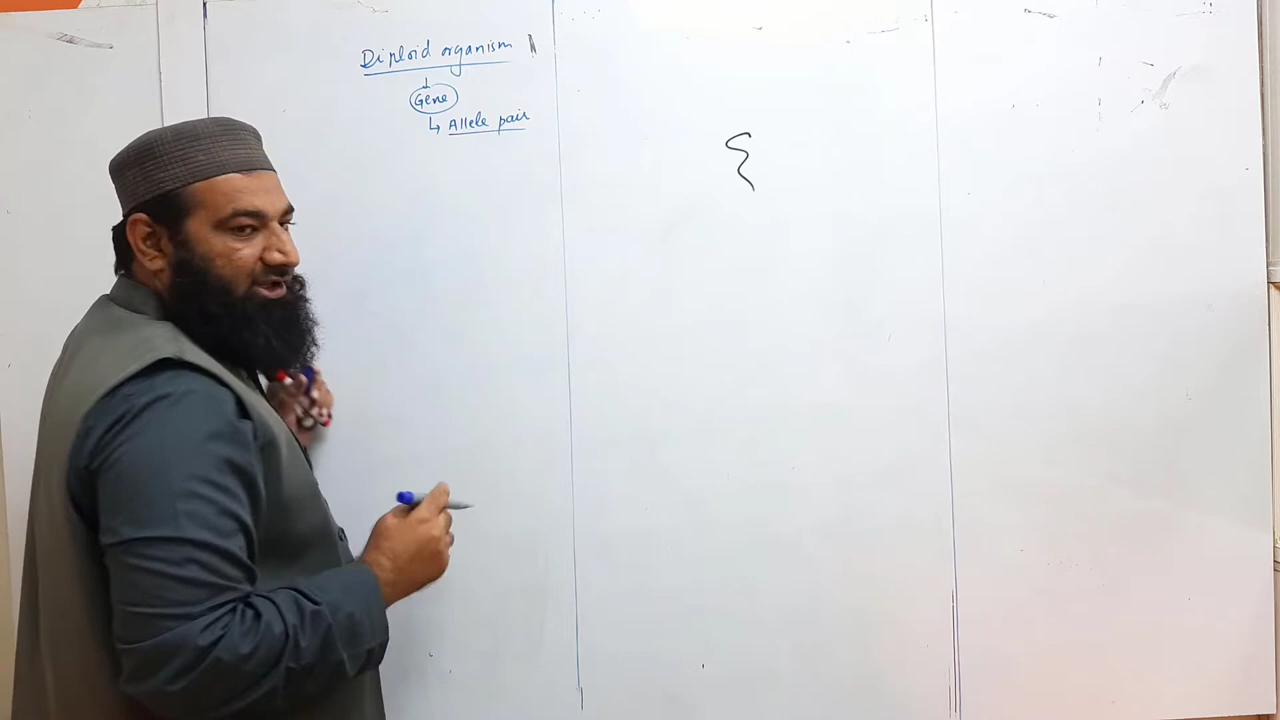 Diploid organism
Gene
↳ Allele pair